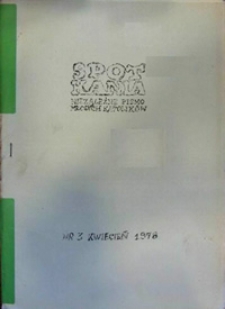 SPOT
KANIA
NIEZALEŻNE PISMO
MŁODYCH KATOLIKÓW
NR 3 KWIECIEŃ 1978